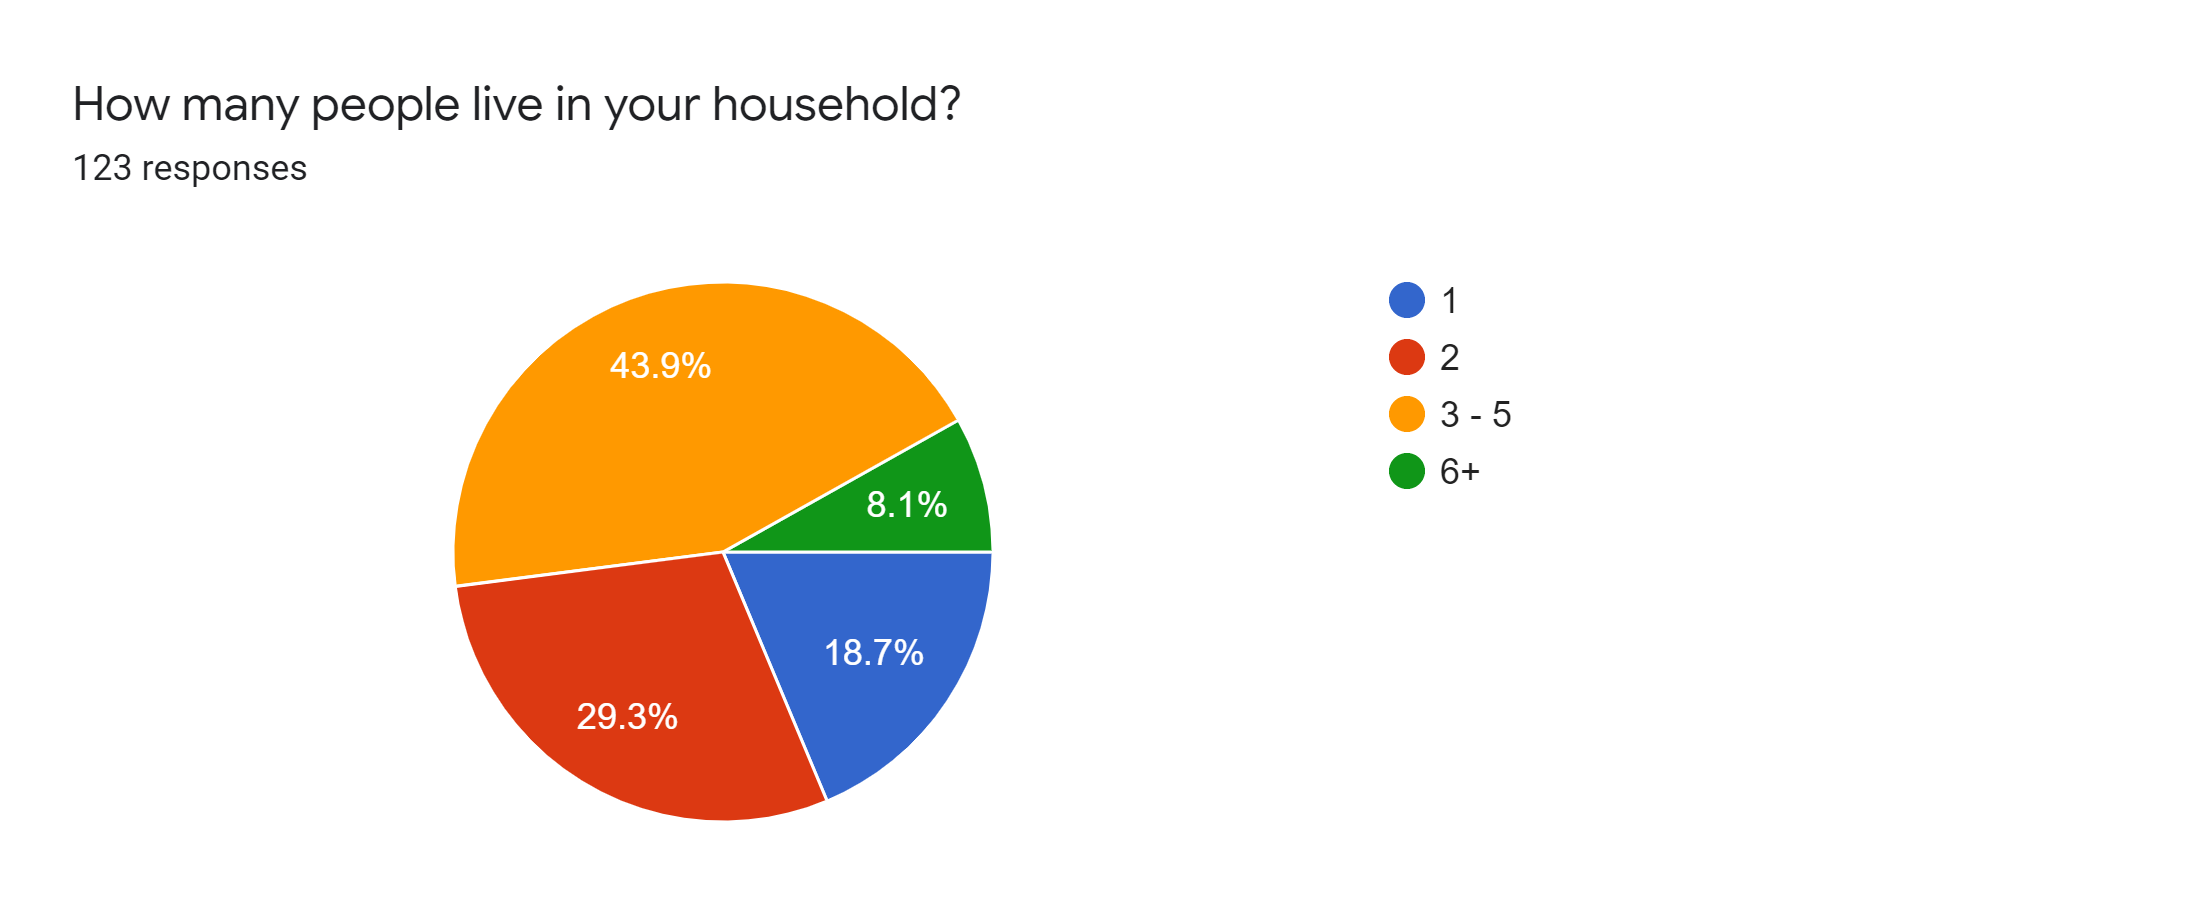 How many people live in your household?
123 responses
43.9%
8.1%
18.7%
29.3%
1
2
3 - 5
6+